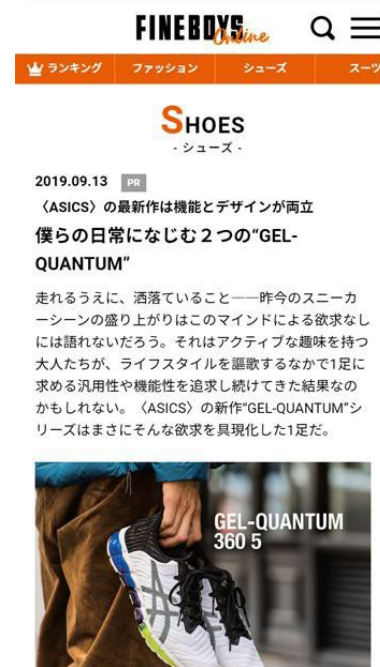 FINEBOYS Online
ランキング ファッション シューズ スーツ
SHOES
- シューズ -
2019.09.13 PR
〈ASICS〉の最新作は機能とデザインが両立
僕らの日常になじむ２つの“GEL-
QUANTUM”
走れるうえに、洒落ていること──昨今のスニーカ
ーシーンの盛り上がりはこのマインドによる欲求なし
には語れないだろう。それはアクティブな趣味を持つ
大人たちが、ライフスタイルを謳歌するなかで1足に
求める汎用性や機能性を追求し続けてきた結果なの
かもしれない。〈ASICS〉の新作“GEL-QUANTUM”シ
リーズはまさにそんな欲求を具現化した1足だ。
GEL-QUANTUM
360 5